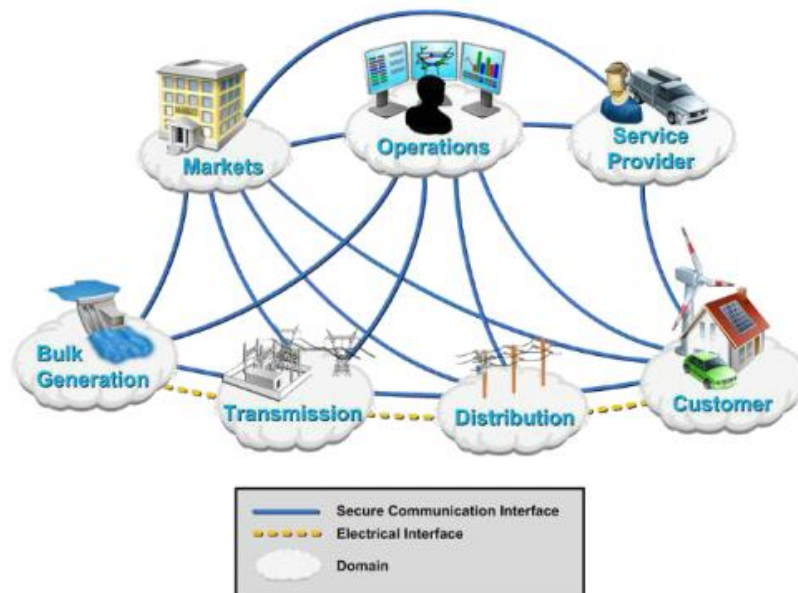 Markets
Operations
Service
Provider
Bulk
Generation
Transmission
Distribution
Customer
Secure Communication Interface
Electrical Interface
Domain